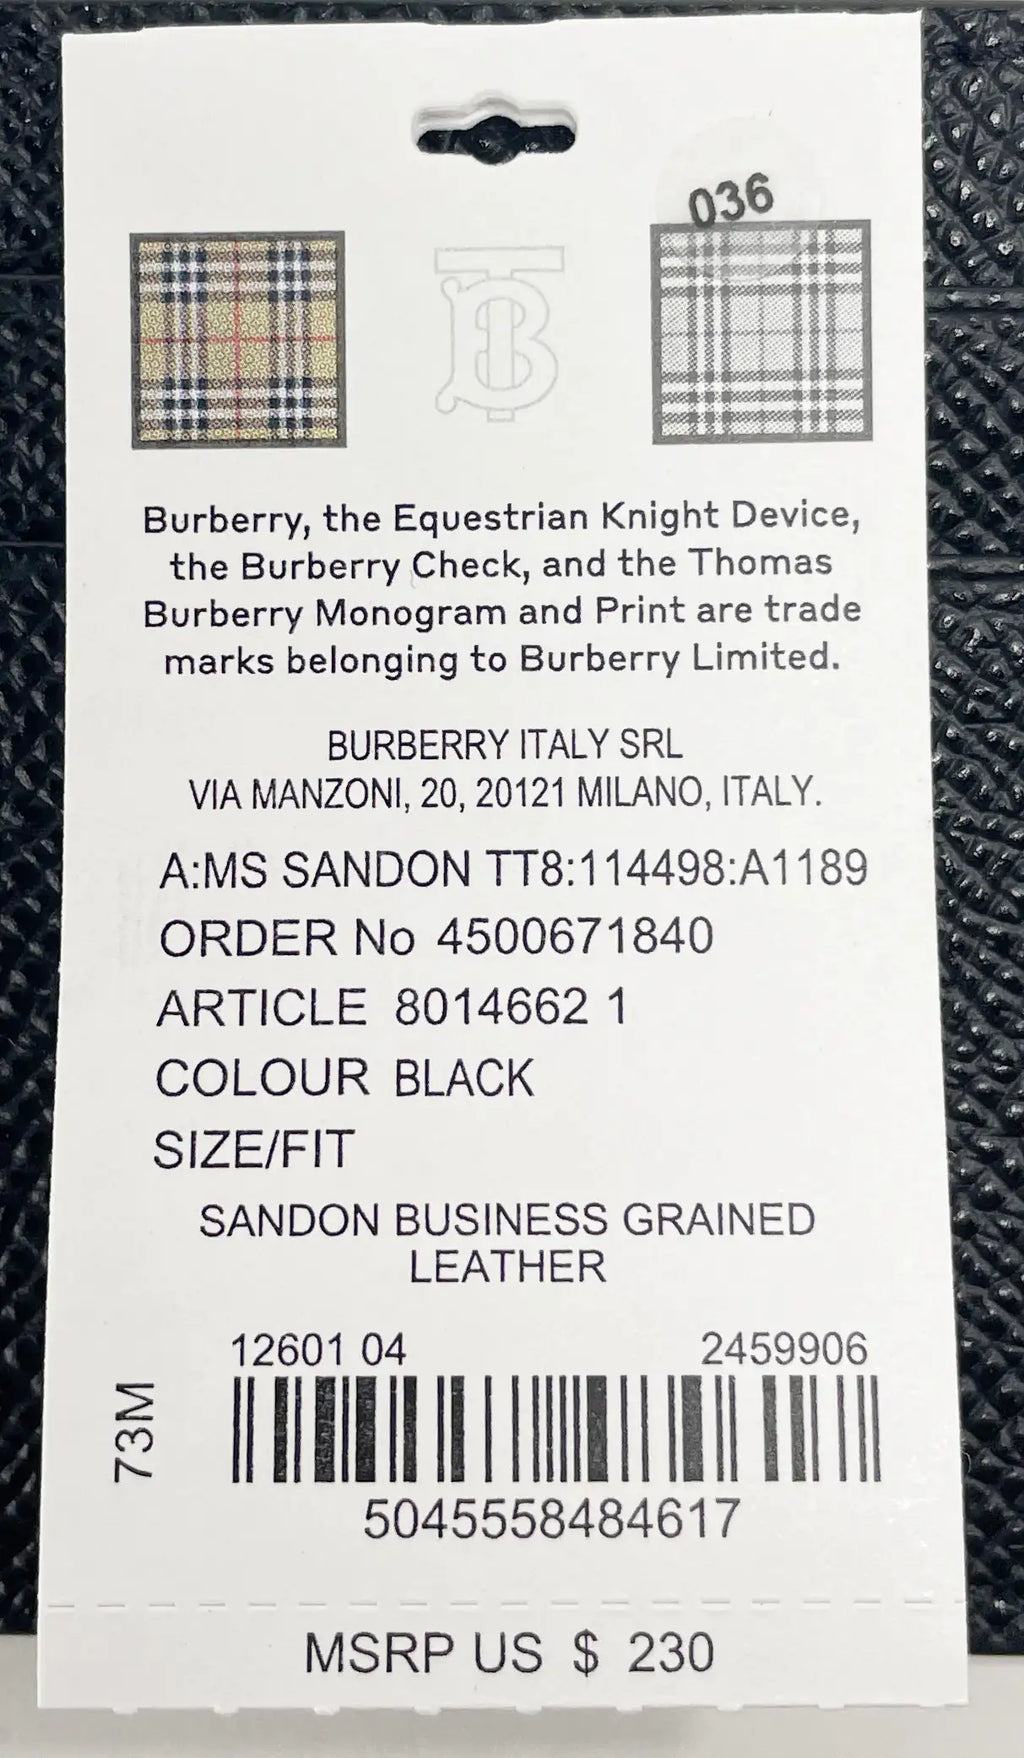 036
TB
Burberry, the Equestrian Knight Device,
the Burberry Check, and the Thomas
Burberry Monogram and Print are trade
marks belonging to Burberry Limited.
BURBERRY ITALY SRL
VIA MANZONI, 20, 20121 MILANO, ITALY.
A:MS SANDON TT8:114498:A1189
ORDER No 4500671840
ARTICLE 8014662 1
COLOUR BLACK
SIZE/FIT
SANDON BUSINESS GRAINED
LEATHER
12601 04 2459906
73M
5045558484617
MSRP US $ 230